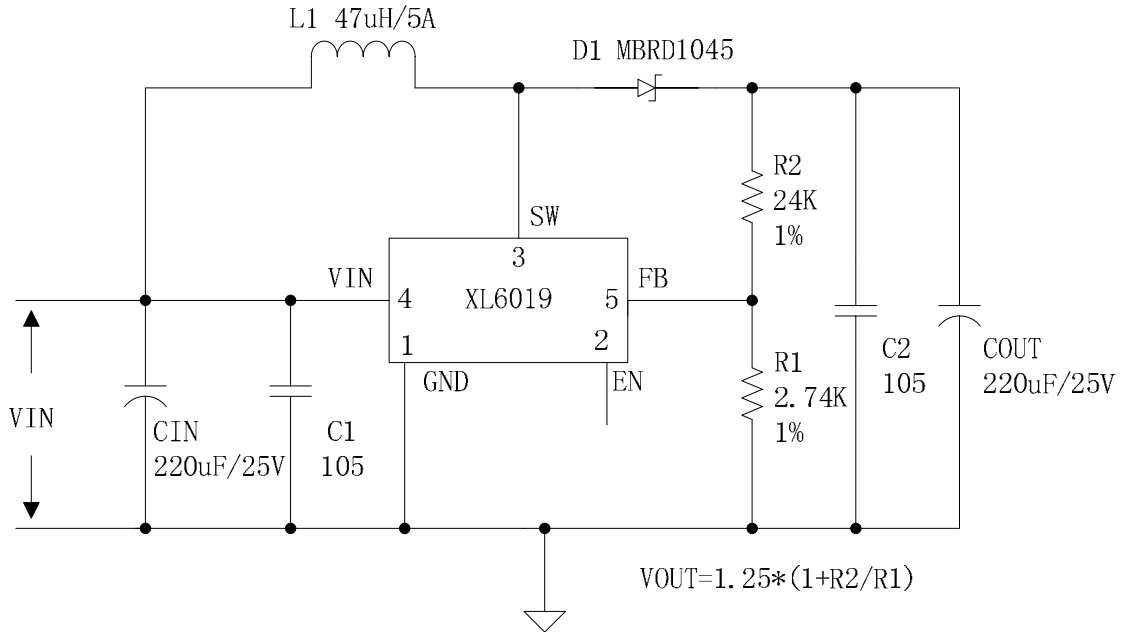 L1 47uH/5A
D1 MBRD1045
R2
24K
1%
SW
3
VIN
FB
4
XL6019
5
1
2
GND
EN
R1
2.74K
1%
C2
105
COUT
220uF/25V
VIN
CIN
220uF/25V
C1
105
VOUT=1.25*(1+R2/R1)